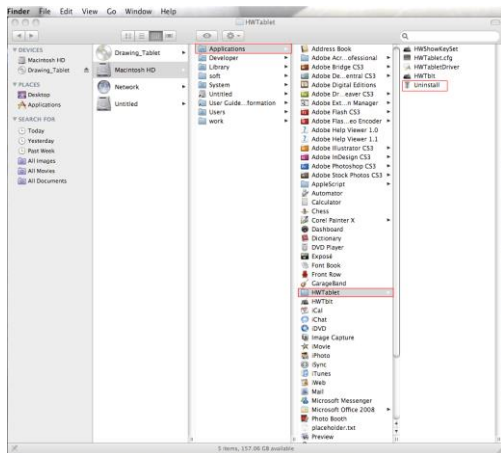 Finder File Edit View Go Window Help
HWTablet
DEVICES
Macintosh HD
Drawing_Tablet
PLACES
Desktop
Applications
SEARCH FOR
Today
Yesterday
Past Week
All Images
All Movies
All Documents
Drawing_Tablet
Macintosh HD
Network
Untitled
Applications
Developer
Library
soft
System
Untitled
User Guide...formation
Users
work
Address Book
Adobe Acr...ofessional
Adobe Bridge CS3
Adobe De...entral CS3
Adobe Digital Editions
Adobe Dr...eaver CS3
Adobe Ext...n Manager
Adobe Flash CS3
Adobe Flas...eo Encoder
Adobe Help Viewer 1.0
Adobe Help Viewer 1.1
Adobe Illustrator CS3
Adobe InDesign CS3
Adobe Photoshop CS3
Adobe Stock Photos CS3
AppleScript
Automator
Calculator
Chess
Corel Painter X
Dashboard
Dictionary
DVD Player
Exposé
Font Book
Front Row
GarageBand
HWTablet
HWTblt
iCal
iChat
iDVD
Image Capture
iMovie
iPhoto
iSync
iTunes
iWeb
Mail
Microsoft Messenger
Microsoft Office 2008
Photo Booth
placeholder.txt
Preview
HWShowKeySet
HWTablet.cfg
HWTabletDriver
HWTblt
Uninstall
5 items, 157.06 GB available